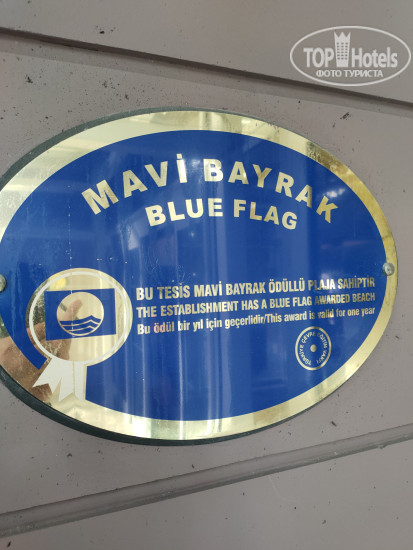 TOP Hotels
ФОТО ТУРИСТА
MAVİ BAYRAK
BLUE FLAG
BU TESİS MAVİ BAYRAK ÖDÜLLÜ PLAJA SAHİPTİR
THE ESTABLISHMENT HAS A BLUE FLAG AWARDED BEACH
Bu ödül bir yıl için geçerlidir/This award is valid for one year